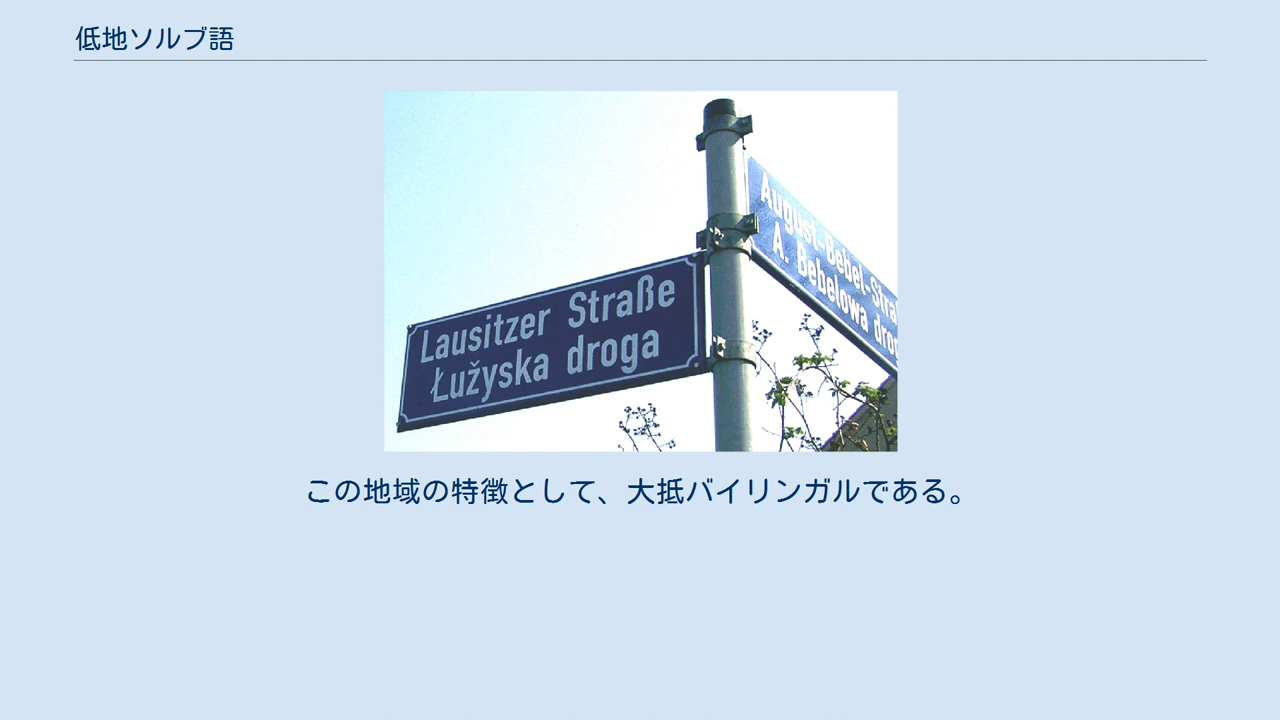 低地ソルブ語
Lausitzer Straße
Łužyska droga
August-Bebel-Stra
A. Bebelowa drog
この地域の特徴として、大抵バイリンガルである。